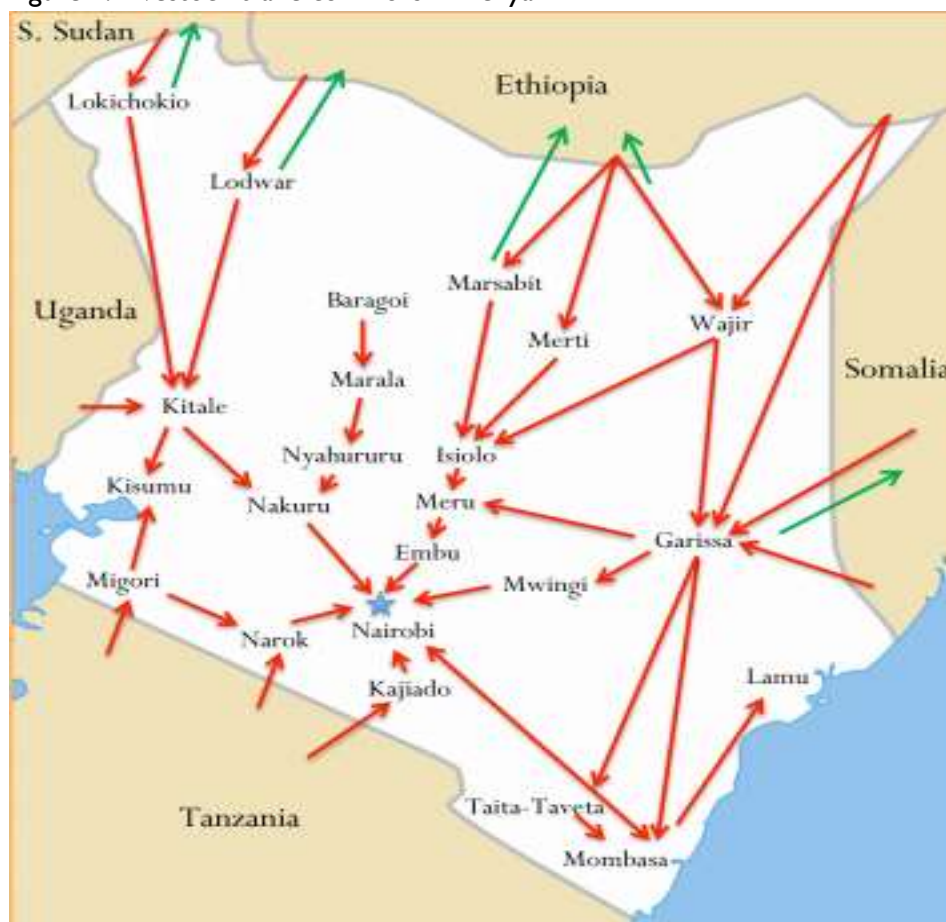 S. Sudan
Ethiopia
Lokichokio
Lodwar
Marsabit
Baragoi
Uganda
Wajir
Merti
Somalia
Marala
Kitale
Nyahururu
Isiolo
Kisumu
Nakuru
Meru
Garissa
Embu
Migori
Mwingi
Narok
Nairobi
Kajiado
Lamu
Taita-Taveta
Tanzania
Mombasa